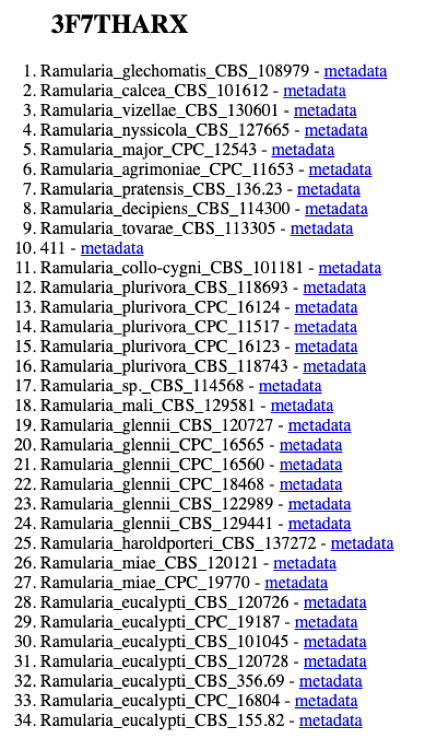 3F7THARX
1. Ramularia_glechomatis_CBS_108979 - metadata
2. Ramularia_calcea_CBS_101612 - metadata
3. Ramularia_vizellae_CBS_130601 - metadata
4. Ramularia_nyssicola_CBS_127665 - metadata
5. Ramularia_major_CPC_12543 - metadata
6. Ramularia_agrimoniae_CPC_11653 - metadata
7. Ramularia_pratensis_CBS_136.23 - metadata
8. Ramularia_decipiens_CBS_114300 - metadata
9. Ramularia_tovarae_CBS_113305 - metadata
10. 411 - metadata
11. Ramularia_collo-cygni_CBS_101181 - metadata
12. Ramularia_plurivora_CBS_118693 - metadata
13. Ramularia_plurivora_CPC_16124 - metadata
14. Ramularia_plurivora_CPC_11517 - metadata
15. Ramularia_plurivora_CPC_16123 - metadata
16. Ramularia_plurivora_CBS_118743 - metadata
17. Ramularia_sp._CBS_114568 - metadata
18. Ramularia_mali_CBS_129581 - metadata
19. Ramularia_glennii_CBS_120727 - metadata
20. Ramularia_glennii_CPC_16565 - metadata
21. Ramularia_glennii_CPC_16560 - metadata
22. Ramularia_glennii_CPC_18468 - metadata
23. Ramularia_glennii_CBS_122989 - metadata
24. Ramularia_glennii_CBS_129441 - metadata
25. Ramularia_haroldporteri_CBS_137272 - metadata
26. Ramularia_miae_CBS_120121 - metadata
27. Ramularia_miae_CPC_19770 - metadata
28. Ramularia_eucalypti_CBS_120726 - metadata
29. Ramularia_eucalypti_CPC_19187 - metadata
30. Ramularia_eucalypti_CBS_101045 - metadata
31. Ramularia_eucalypti_CBS_120728 - metadata
32. Ramularia_eucalypti_CBS_356.69 - metadata
33. Ramularia_eucalypti_CPC_16804 - metadata
34. Ramularia_eucalypti_CBS_155.82 - metadata